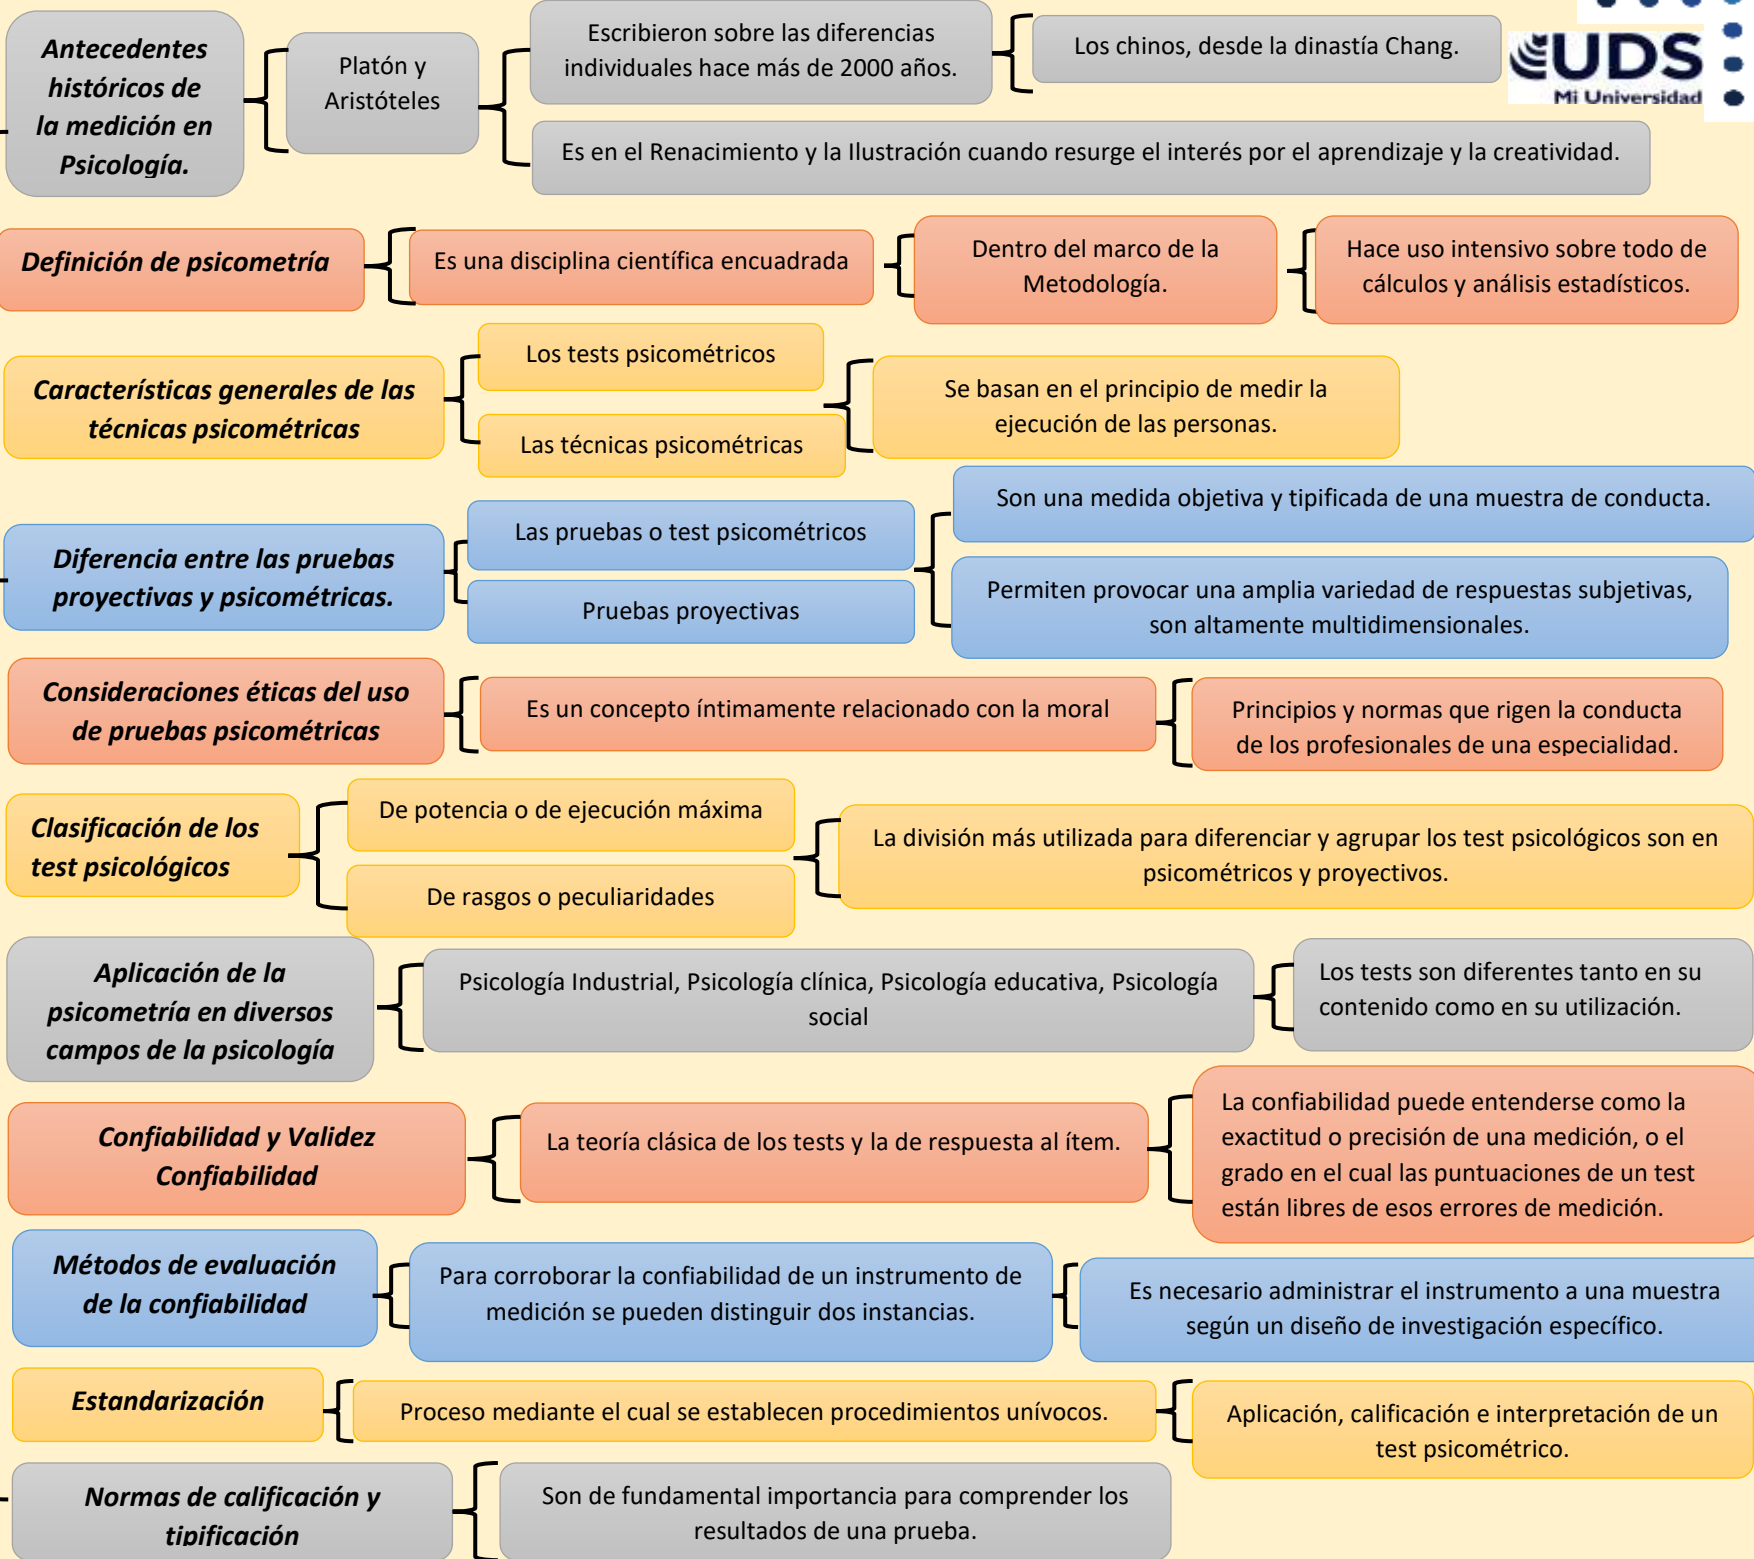 Antecedentes
históricos de
la medición en
Psicología.
Platón y
Aristóteles
Escribieron sobre las diferencias
individuales hace más de 2000 años.
Los chinos, desde la dinastía Chang.
UDS
Mi Universidad
Es en el Renacimiento y la Ilustración cuando resurge el interés por el aprendizaje y la creatividad.
Definición de psicometría
Es una disciplina científica encuadrada
Dentro del marco de la
Metodología.
Hace uso intensivo sobre todo de
cálculos y análisis estadísticos.
Características generales de las
técnicas psicométricas
Los tests psicométricos
Las técnicas psicométricas
Se basan en el principio de medir la
ejecución de las personas.
Diferencia entre las pruebas
proyectivas y psicométricas.
Las pruebas o test psicométricos
Pruebas proyectivas
Son una medida objetiva y tipificada de una muestra de conducta.
Permiten provocar una amplia variedad de respuestas subjetivas,
son altamente multidimensionales.
Consideraciones éticas del uso
de pruebas psicométricas
Es un concepto íntimamente relacionado con la moral
Principios y normas que rigen la conducta
de los profesionales de una especialidad.
Clasificación de los
test psicológicos
De potencia o de ejecución máxima
De rasgos o peculiaridades
La división más utilizada para diferenciar y agrupar los test psicológicos son en
psicométricos y proyectivos.
Aplicación de la
psicometría en diversos
campos de la psicología
Psicología Industrial, Psicología clínica, Psicología educativa, Psicología
social
Los tests son diferentes tanto en su
contenido como en su utilización.
Confiabilidad y Validez
Confiabilidad
La teoría clásica de los tests y la de respuesta al ítem.
La confiabilidad puede entenderse como la
exactitud o precisión de una medición, o el
grado en el cual las puntuaciones de un test
están libres de esos errores de medición.
Métodos de evaluación
de la confiabilidad
Para corroborar la confiabilidad de un instrumento de
medición se pueden distinguir dos instancias.
Es necesario administrar el instrumento a una muestra
según un diseño de investigación específico.
Estandarización
Proceso mediante el cual se establecen procedimientos unívocos.
Aplicación, calificación e interpretación de un
test psicométrico.
Normas de calificación y
tipificación
Son de fundamental importancia para comprender los
resultados de una prueba.